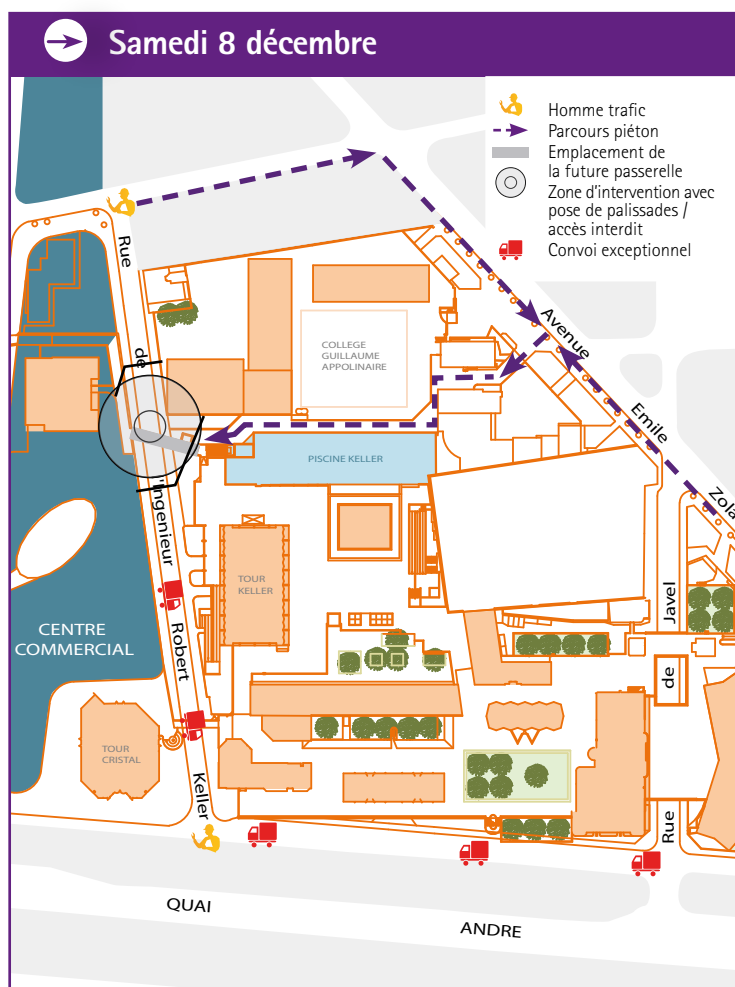 Samedi 8 décembre
Homme trafic
Parcours piéton
Emplacement de
la future passerelle
Zone d'intervention avec
pose de palissades /
accès interdit
Convoi exceptionnel
Rue
de
l'Ingenieur
Robert
Keller
COLLEGE
GUILLAUME
APPOLINAIRE
Avenue
Emile
Zola
PISCINE KELLER
TOUR
KELLER
CENTRE
COMMERCIAL
TOUR
CRISTAL
Javel
de
Rue
QUAI
ANDRE